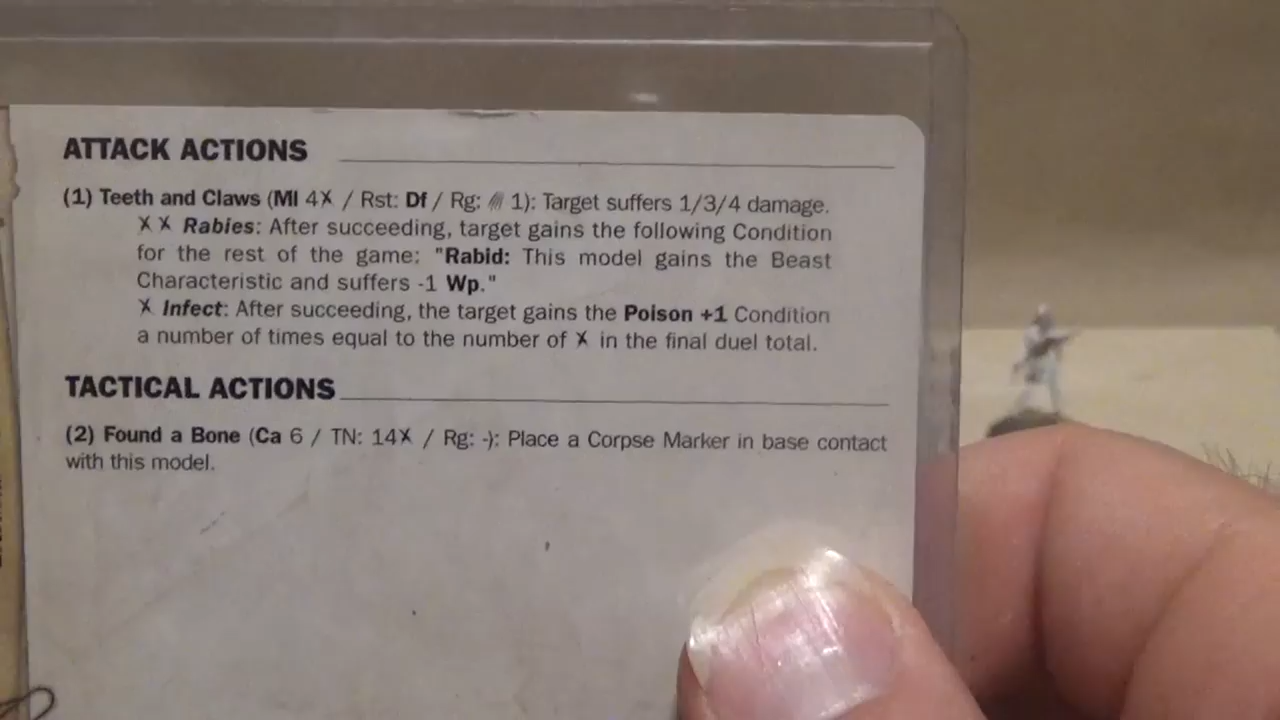 ATTACK ACTIONS
(1) Teeth and Claws (Ml 4X / Rst: Df / Rg: 1): Target suffers 1/3/4 damage.
X X Rabies: After succeeding, target gains the following Condition
for the rest of the game: "Rabid: This model gains the Beast
Characteristic and suffers -1 Wp."
X Infect: After succeeding, the target gains the Poison +1 Condition
a number of times equal to the number of X in the final duel total.
TACTICAL ACTIONS
(2) Found a Bone (Ca 6 / TN: 14X / Rg: -): Place a Corpse Marker in base contact
with this model.